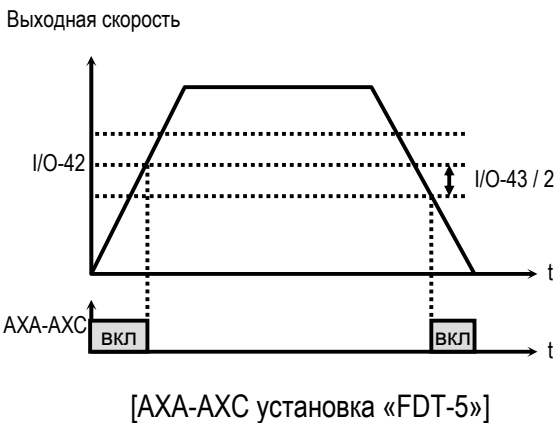 Выходная скорость
I/O-42
I/O-43 / 2
t
AXA-AXC
ВКЛ
ВКЛ
t
[AXA-AXC установка «FDT-5»]